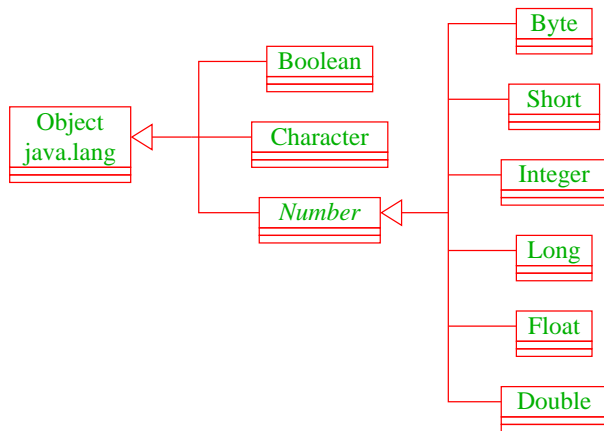 Object
java.lang
Boolean
Character
Number
Byte
Short
Integer
Long
Float
Double